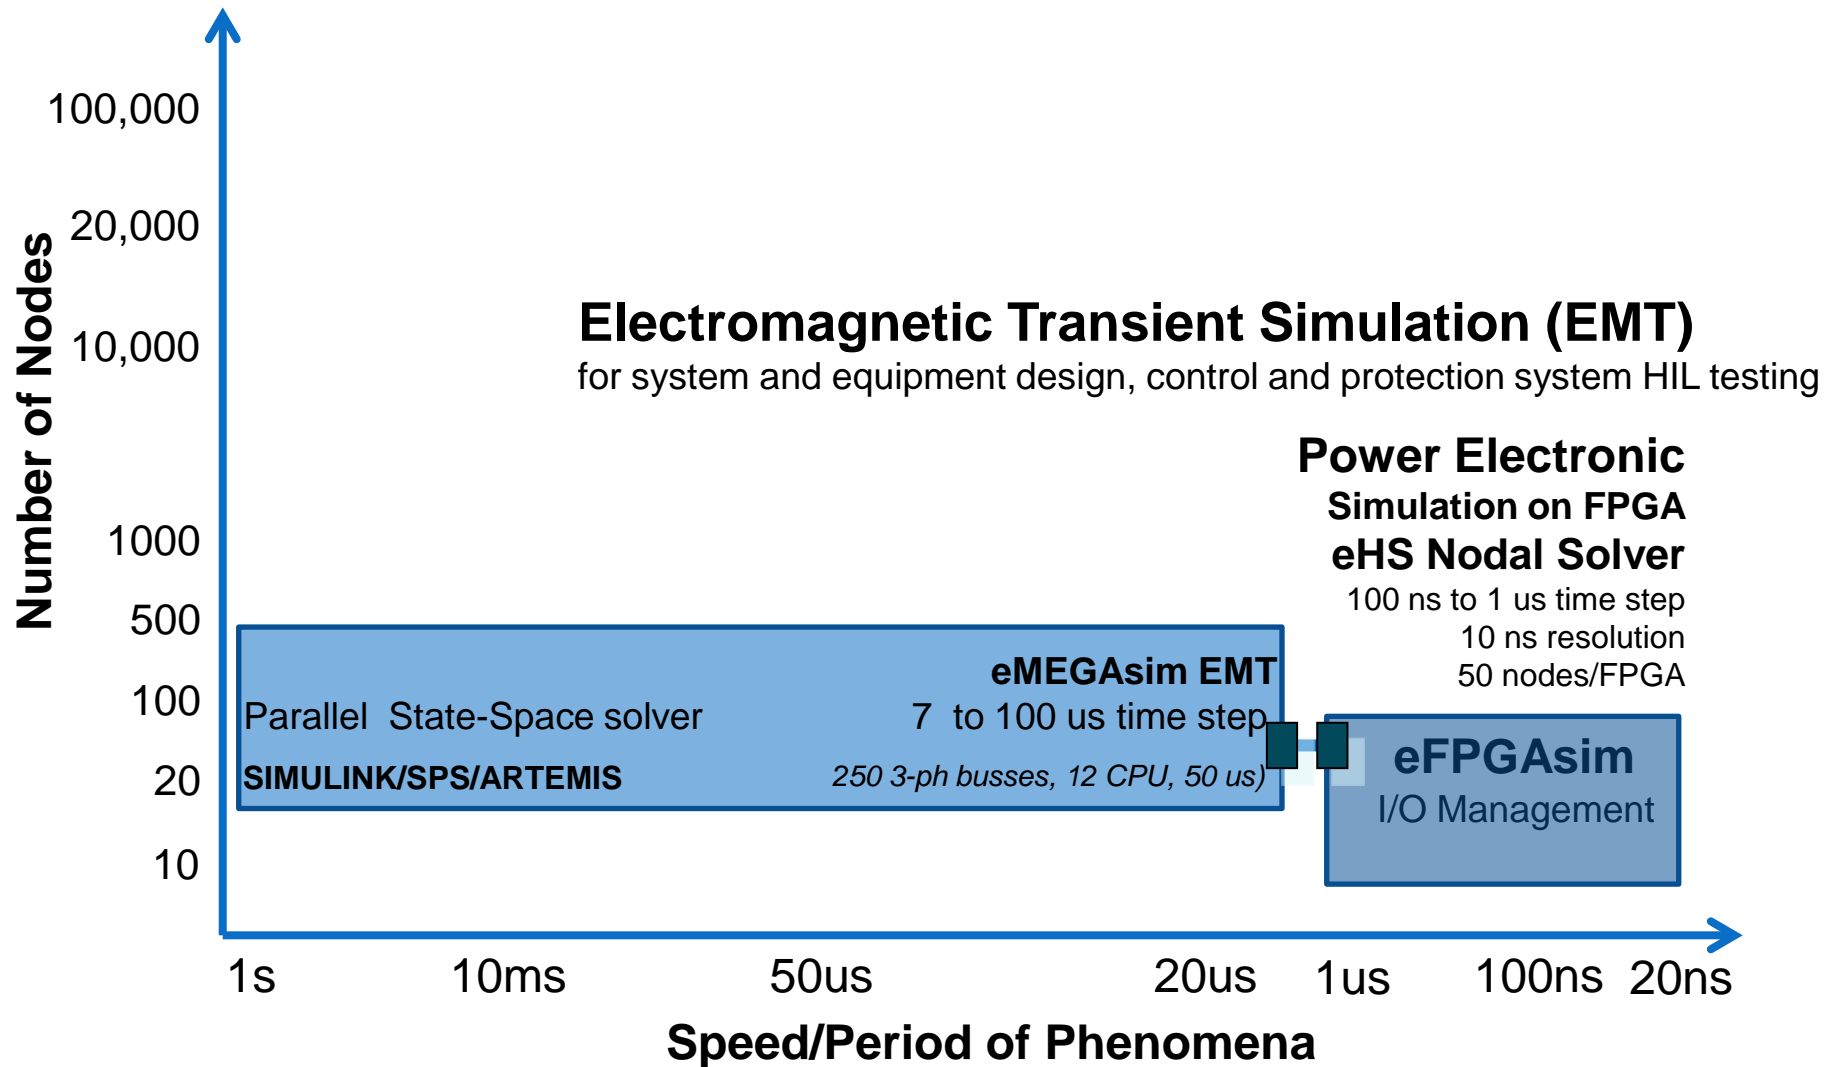 Number of Nodes
100,000
20,000
10,000
1000
500
100
20
10
Electromagnetic Transient Simulation (EMT)
for system and equipment design, control and protection system HIL testing
Power Electronic
Simulation on FPGA
eHS Nodal Solver
100 ns to 1 us time step
10 ns resolution
50 nodes/FPGA
eMEGAsim EMT
Parallel State-Space solver 7 to 100 us time step
SIMULINK/SPS/ARTEMIS 250 3-ph busses, 12 CPU, 50 us)
eFPGAsim
I/O Management
1s 10ms 50us 20us 1us 100ns 20ns
Speed/Period of Phenomena